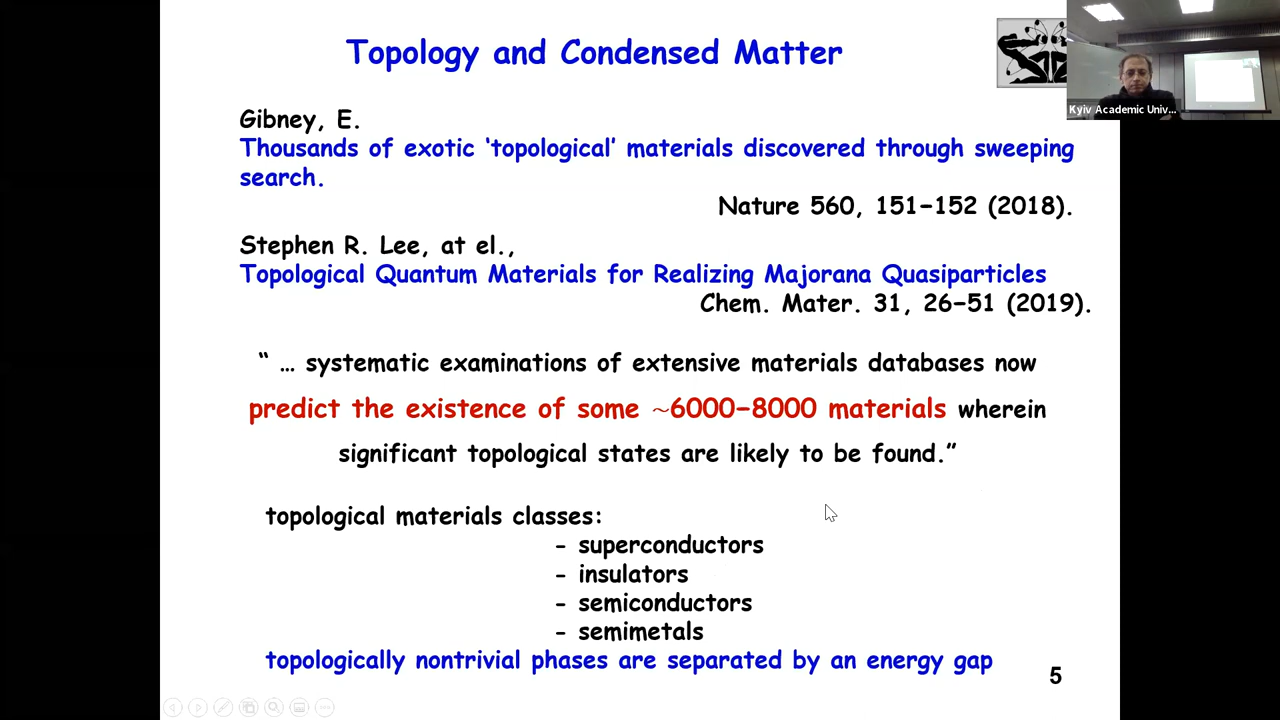 Topology and Condensed Matter
Kyiv Academic Univ...
Gibney, E.
Thousands of exotic ‘topological’ materials discovered through sweeping
search.
Nature 560, 151–152 (2018).
Stephen R. Lee, at el.,
Topological Quantum Materials for Realizing Majorana Quasiparticles
Chem. Mater. 31, 26–51 (2019).
“ … systematic examinations of extensive materials databases now
predict the existence of some ~6000–8000 materials wherein
significant topological states are likely to be found.”
topological materials classes:
- superconductors
- insulators
- semiconductors
- semimetals
topologically nontrivial phases are separated by an energy gap
5